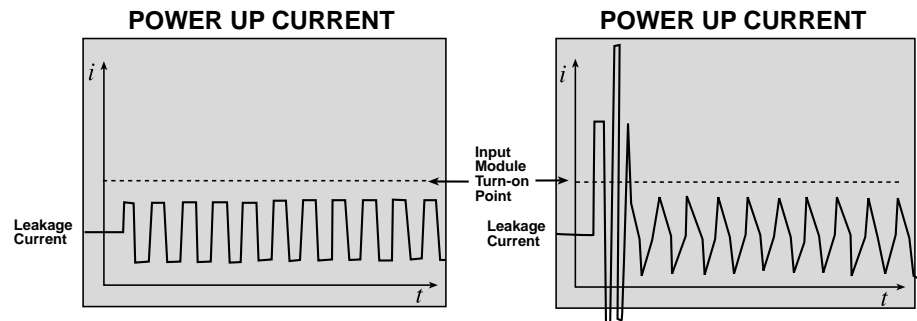 POWER UP CURRENT
i
Leakage
Current
t
Input
Module
Turn-on
Point
POWER UP CURRENT
i
Leakage
Current
t